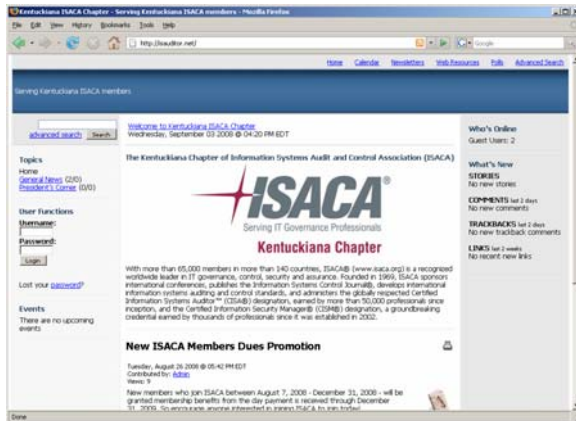 Kentuckiana ISACA Chapter - Serving Kentuckiana ISACA members - Mozilla Firefox
File Edit View History Bookmarks Tools Help
http://isauditor.net/
Google
Home Calendar Newsletters Web Resources Polls Advanced Search
Serving Kentuckiana ISACA members
advanced search Search
Topics
Home
General News (2/0)
President's Corner (0/0)
User Functions
Username:
Password:
Login
Lost your password?
Events
There are no upcoming
events
Welcome to Kentuckiana ISACA Chapter
Wednesday, September 03 2008 @ 04:20 PM EDT
The Kentuckiana Chapter of Information Systems Audit and Control Association (ISACA)
ISACA®
Serving IT Governance Professionals
Kentuckiana Chapter
With more than 65,000 members in more than 140 countries, ISACA® (www.isaca.org) is a recognized
worldwide leader in IT governance, control, security and assurance. Founded in 1969, ISACA sponsors
international conferences, publishes the Information Systems Control Journal®, develops international
information systems auditing and control standards, and administers the globally respected Certified
Information Systems Auditor™ (CISA®) designation, earned by more than 50,000 professionals since
inception, and the Certified Information Security Manager® (CISM®) designation, a groundbreaking
credential earned by thousands of professionals since it was established in 2002.
New ISACA Members Dues Promotion
Tuesday, August 26 2008 @ 05:42 PM EDT
Contributed by: Admin
Views: 9
New members who join ISACA between August 7, 2008 - December 31, 2008 - will be
granted membership benefits from the day payment is received through December
31, 2009. So encourage anyone interested in joining ISACA to join today!
Who's Online
Guest Users: 2
What's New
STORIES
No new stories
COMMENTS last 2 days
No new comments
TRACKBACKS last 2 days
No new trackback comments
LINKS last 2 weeks
No recent new links
Done